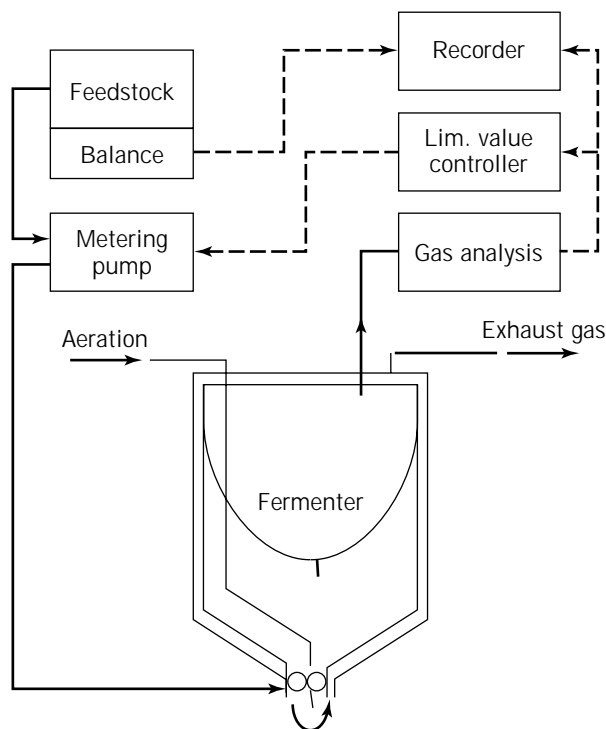 Feedstock
Balance
Recorder
Lim. value
controller
Metering
pump
Gas analysis
Aeration
Exhaust gas
Fermenter